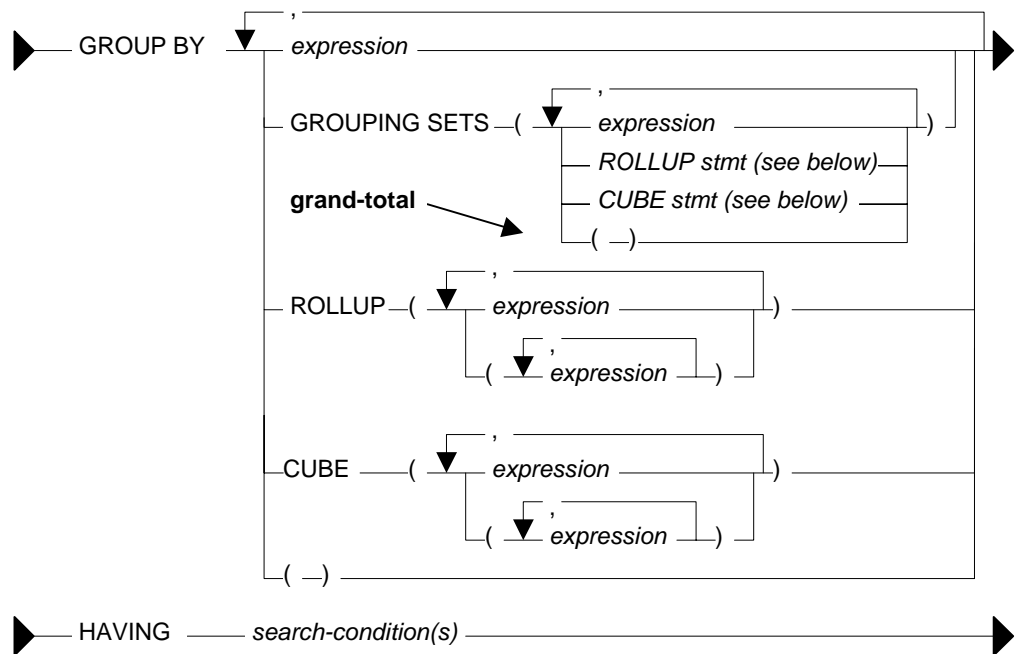 ,
GROUP BY expression
,
GROUPING SETS ( expression )
ROLLUP stmt (see below)
grand-total CUBE stmt (see below)
( )
,
ROLLUP ( expression )
,
( expression )
,
CUBE ( expression )
,
( expression )
( )
HAVING search-condition(s)